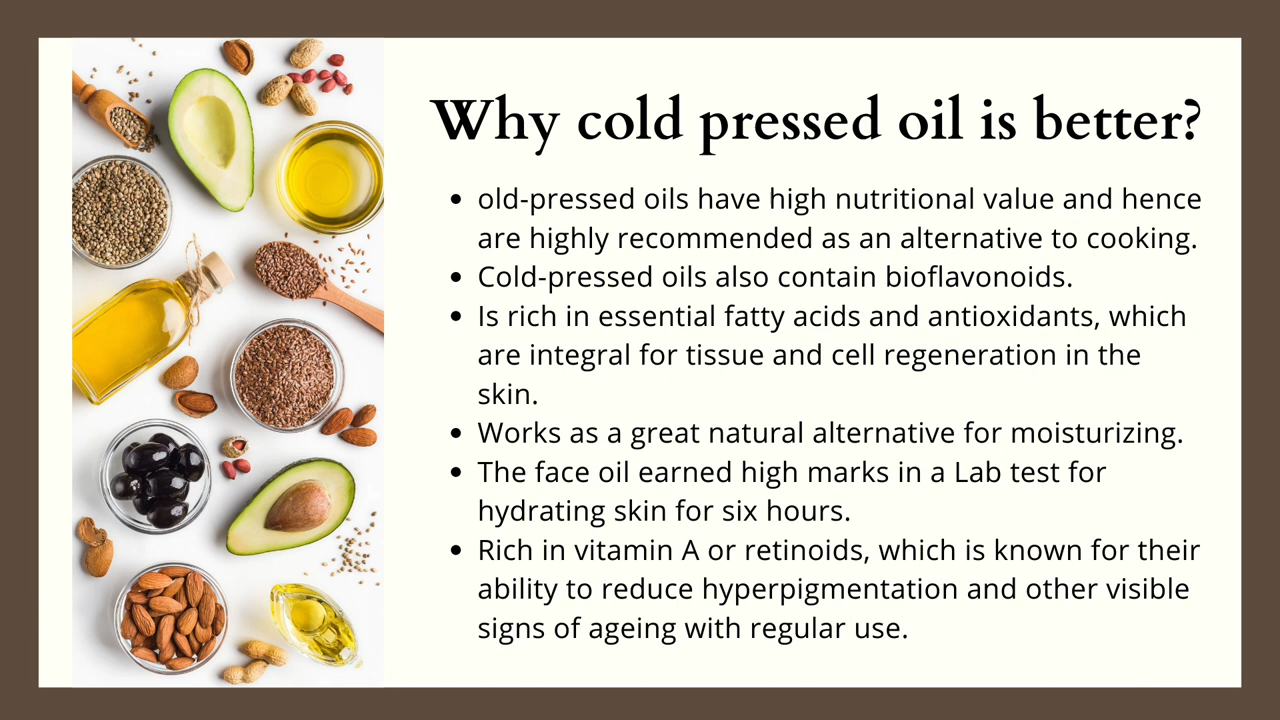 Why cold pressed oil is better?
old-pressed oils have high nutritional value and hence
are highly recommended as an alternative to cooking.
Cold-pressed oils also contain bioflavonoids.
Is rich in essential fatty acids and antioxidants, which
are integral for tissue and cell regeneration in the
skin.
Works as a great natural alternative for moisturizing.
The face oil earned high marks in a Lab test for
hydrating skin for six hours.
Rich in vitamin A or retinoids, which is known for their
ability to reduce hyperpigmentation and other visible
signs of ageing with regular use.